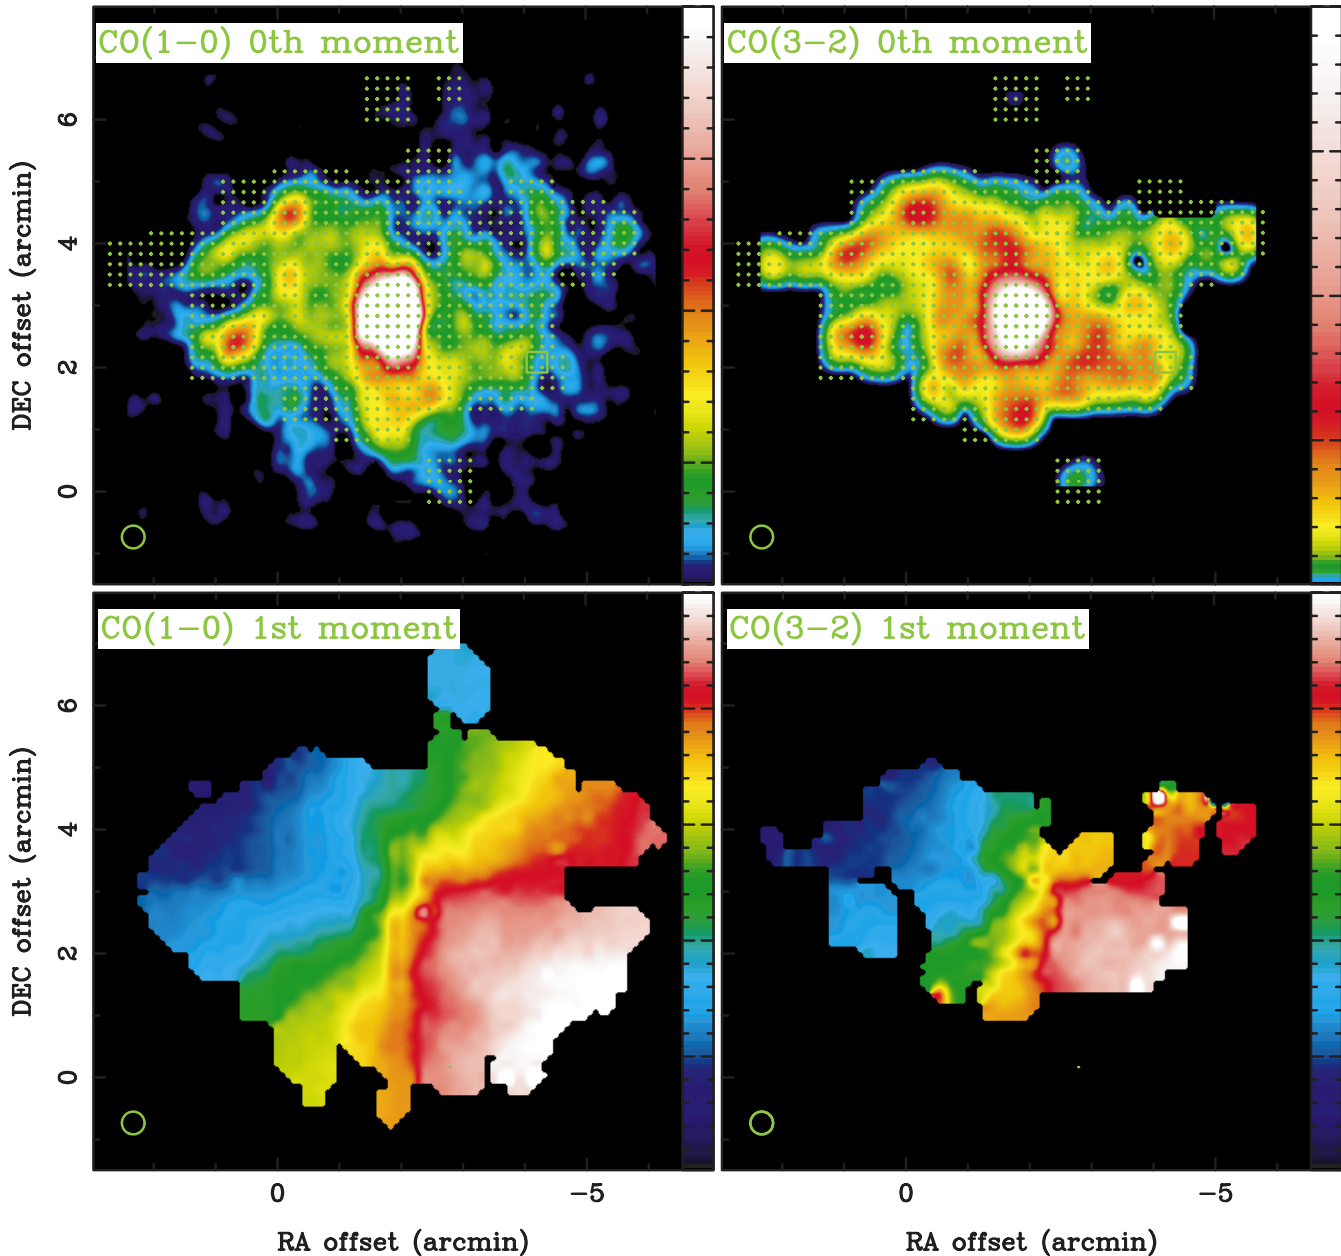 CO(1−0) 0th moment
CO(3−2) 0th moment
6
4
2
0
DEC offset (arcmin)
CO(1−0) 1st moment
CO(3−2) 1st moment
6
4
2
0
DEC offset (arcmin)
0
−5
0
−5
RA offset (arcmin)
RA offset (arcmin)